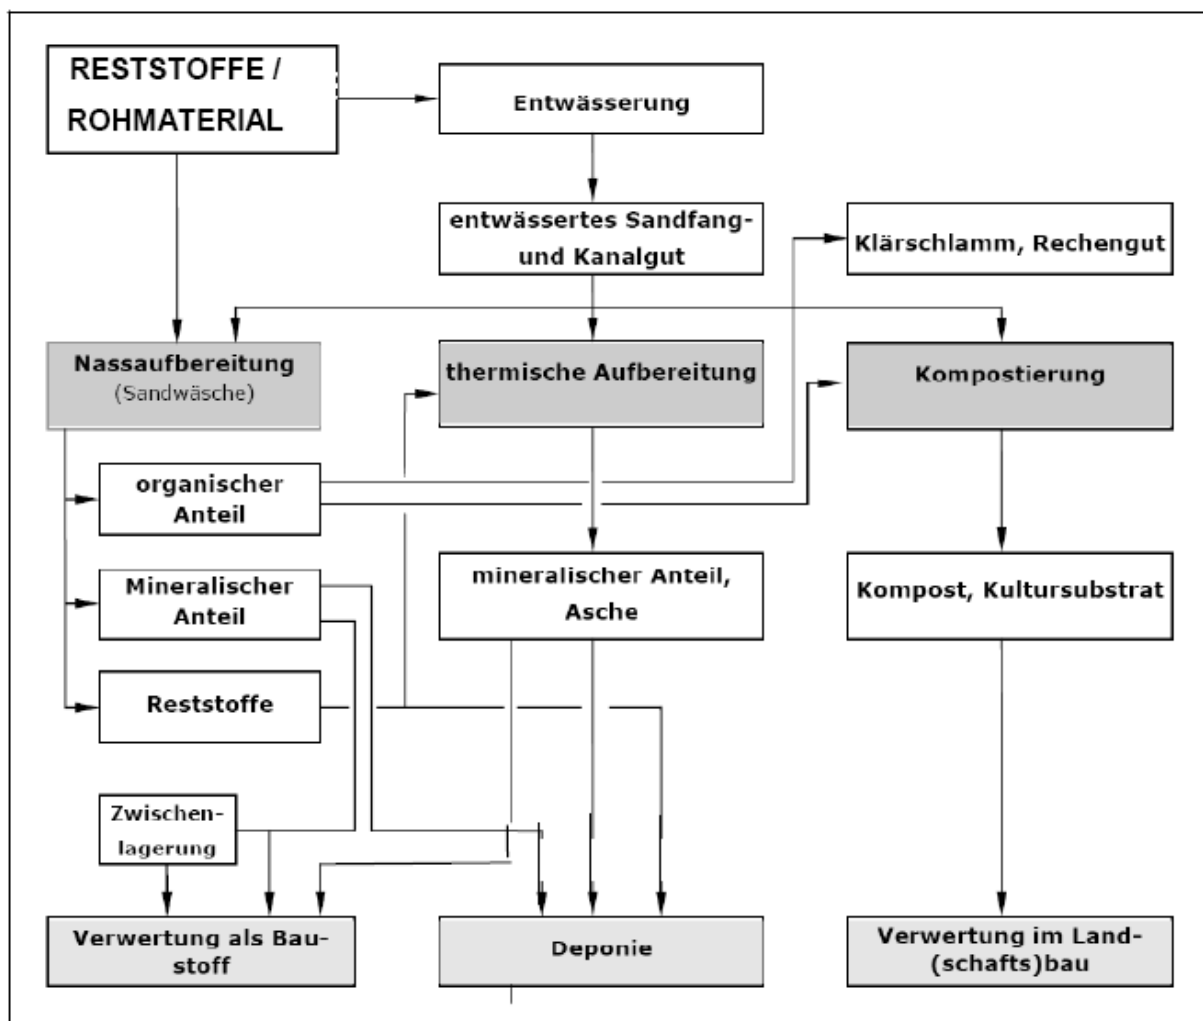 RESTSTOFFE /
ROHMATERIAL
Entwässerung
entwässertes Sandfang-
und Kanalgut
Klärschlamm, Rechengut
Nassaufbereitung
(Sandwäsche)
thermische Aufbereitung
Kompostierung
organischer
Anteil
Mineralischer
Anteil
mineralischer Anteil,
Asche
Kompost, Kultursubstrat
Reststoffe
Zwischen-
lagerung
Verwertung als Bau-
stoff
Deponie
Verwertung im Land-
(schafts)bau